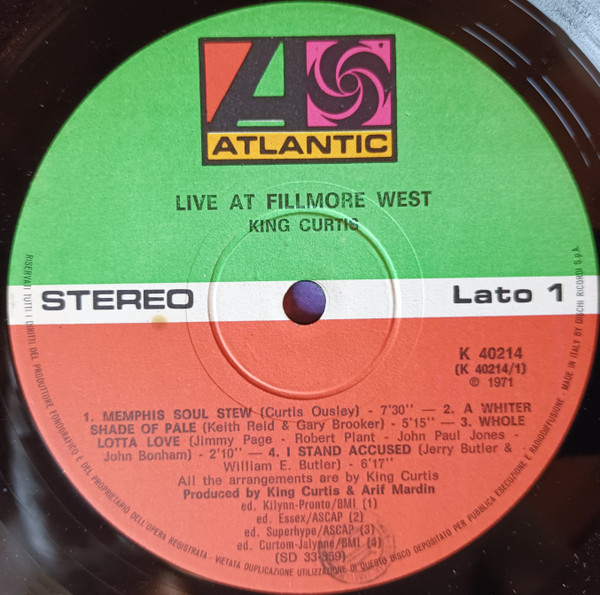 ATLANTIC
LIVE AT FILLMORE WEST
KING CURTIS
STEREO
Lato 1
K 40214
(K 40214/1)
℗ 1971
1. MEMPHIS SOUL STEW (Curtis Ousley) - 7'30'' — 2. A WHITER
SHADE OF PALE (Keith Reid & Gary Brooker) - 5'15'' — 3. WHOLE
LOTTA LOVE (Jimmy Page - Robert Plant - John Paul Jones -
John Bonham) - 2'10'' — 4. I STAND ACCUSED (Jerry Butler &
William E. Butler) - 6'17''
All the arrangements are by King Curtis
Produced by King Curtis & Arif Mardin
ed. Kilynn-Pronto/BMI (1)
ed. Essex/ASCAP (2)
ed. Superhype/ASCAP (3)
ed. Curtom-Jalynne/BMI (4)
(SD 33-359)
RISERVATI TUTTI I DIRITTI DEL PRODUTTORE FONOGRAFICO E DEL PROPRIETARIO DELL'OPERA REGISTRATA - VIETATA DUPLICAZIONE UTILIZZAZIONE DI QUESTO DISCO DEPOSITATO PER PUBBLICA ESECUZIONE E RADIODIFFUSIONE - MADE IN ITALY BY DISCHI RICORDI S.p.A.